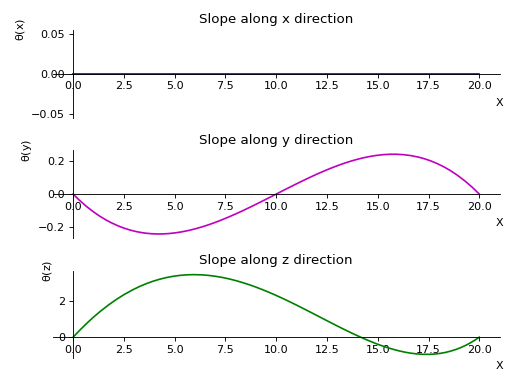 Slope along x direction
θ(x)
0.05
0.00
−0.05
0.0 2.5 5.0 7.5 10.0 12.5 15.0 17.5 20.0
X
Slope along y direction
θ(y)
0.2
0.0
−0.2
0.0 2.5 5.0 7.5 10.0 12.5 15.0 17.5 20.0
X
Slope along z direction
θ(z)
2
0
0.0 2.5 5.0 7.5 10.0 12.5 15.0 17.5 20.0
X